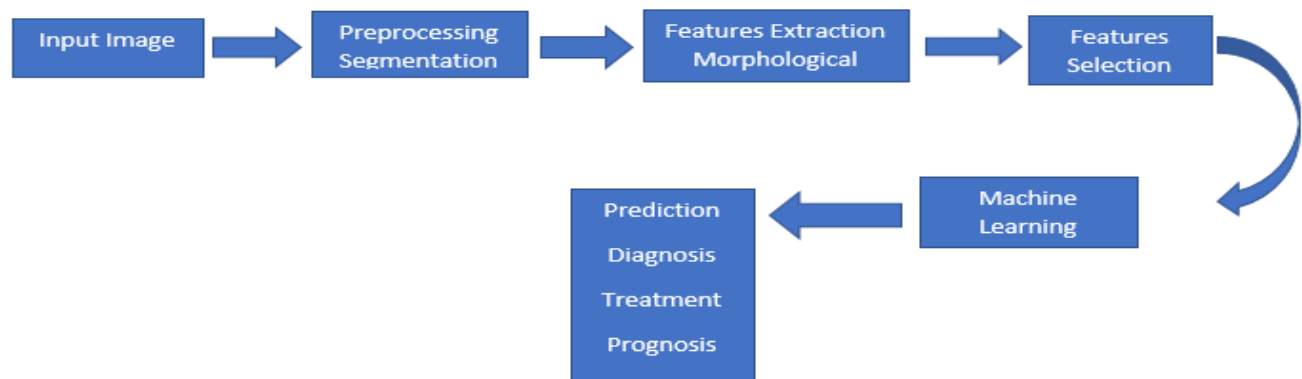 Input Image
Preprocessing
Segmentation
Features Extraction
Morphological
Features
Selection
Machine
Learning
Prediction
Diagnosis
Treatment
Prognosis